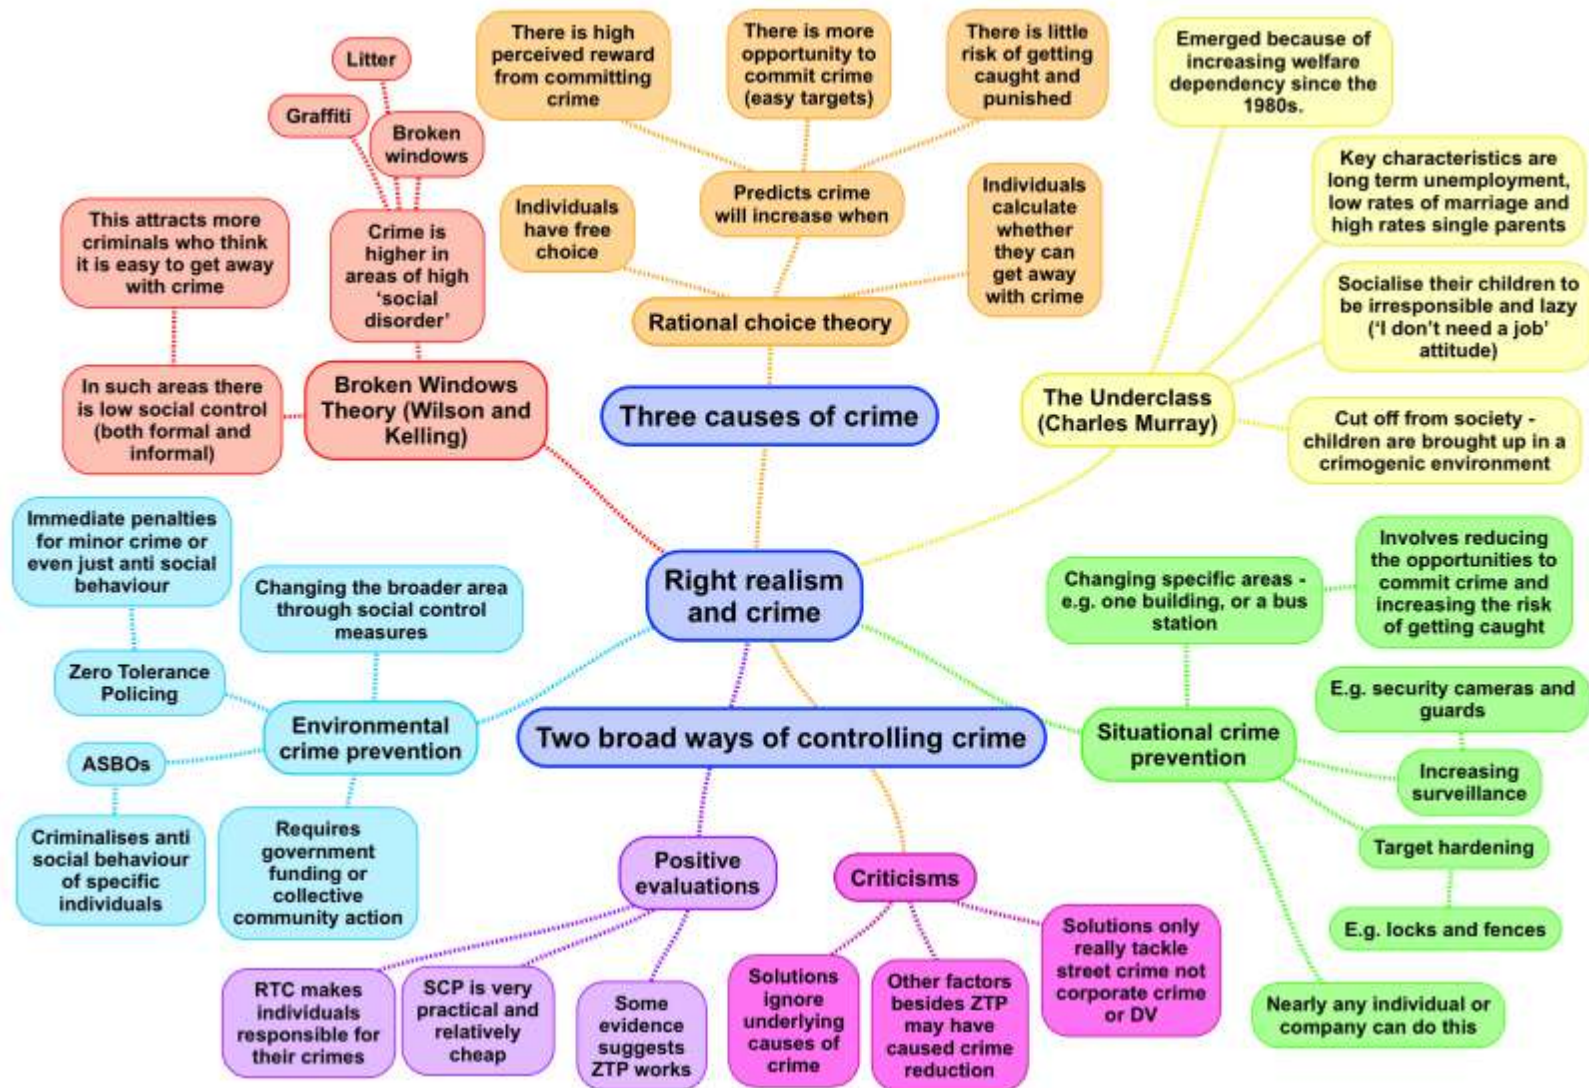 There is high
perceived reward
from committing
crime
There is more
opportunity to
commit crime
(easy targets)
There is little
risk of getting
caught and
punished
Emerged because of
increasing welfare
dependency since the
1980s.
Litter
Graffiti
Broken
windows
Key characteristics are
long term unemployment,
low rates of marriage and
high rates single parents
Predicts crime
will increase when
Individuals
have free
choice
Individuals
calculate
whether
they can
get away
with crime
This attracts more
criminals who think
it is easy to get away
with crime
Crime is
higher in
areas of high
‘social
disorder’
Socialise their children to
be irresponsible and lazy
(‘I don’t need a job’
attitude)
Rational choice theory
In such areas there
is low social control
(both formal and
informal)
Broken Windows
Theory (Wilson and
Kelling)
Three causes of crime
The Underclass
(Charles Murray)
Cut off from society -
children are brought up in a
crimogenic environment
Immediate penalties
for minor crime or
even just anti social
behaviour
Changing the broader area
through social control
measures
Right realism
and crime
Changing specific areas -
e.g. one building, or a bus
station
Involves reducing
the opportunities to
commit crime and
increasing the risk
of getting caught
Zero Tolerance
Policing
Environmental
crime prevention
Two broad ways of controlling crime
Situational crime
prevention
E.g. security cameras and
guards
ASBOs
Increasing
surveillance
Criminalises anti
social behaviour
of specific
individuals
Requires
government
funding or
collective
community action
Positive
evaluations
Criticisms
Target hardening
E.g. locks and fences
RTC makes
individuals
responsible for
their crimes
SCP is very
practical and
relatively
cheap
Some
evidence
suggests
ZTP works
Solutions
ignore
underlying
causes of
crime
Other factors
besides ZTP
may have
caused crime
reduction
Solutions only
really tackle
street crime not
corporate crime
or DV
Nearly any individual or
company can do this